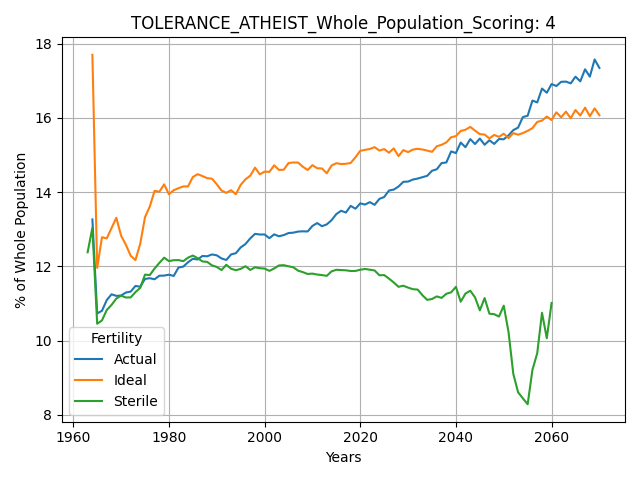 TOLERANCE_ATHEIST_Whole_Population_Scoring: 4
% of Whole Population
18
16
14
12
10
8
Fertility
Actual
Ideal
Sterile
1960 1980 2000 2020 2040 2060
Years